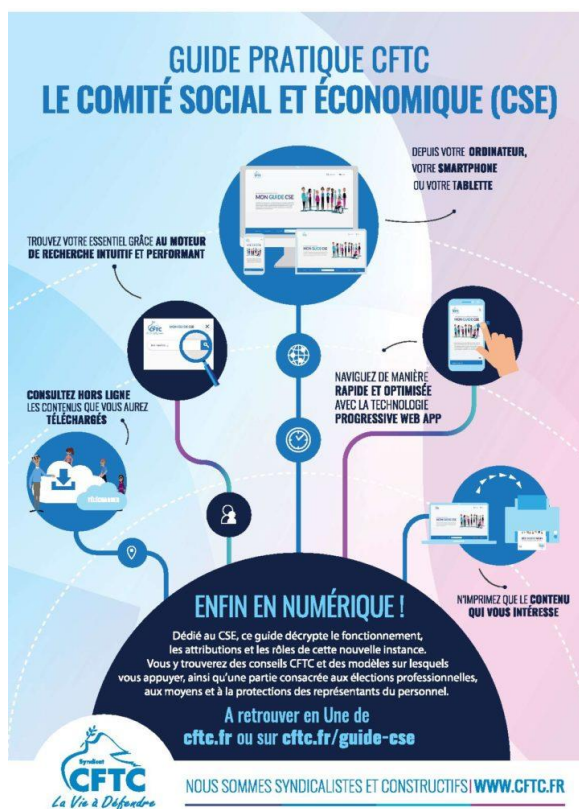 GUIDE PRATIQUE CFTC
LE COMITÉ SOCIAL ET ÉCONOMIQUE (CSE)
DEPUIS VOTRE ORDINATEUR,
VOTRE SMARTPHONE
OU VOTRE TABLETTE
MON GUIDE CSE
TROUVEZ VOTRE ESSENTIEL GRÂCE AU MOTEUR
DE RECHERCHE INTUITIF ET PERFORMANT
CFTC
NAVIGUEZ DE MANIÈRE
RAPIDE ET OPTIMISÉE
AVEC LA TECHNOLOGIE
PROGRESSIVE WEB APP
CONSULTEZ HORS LIGNE
LES CONTENUS QUE VOUS AUREZ
TÉLÉCHARGÉS
N'IMPRIMEZ QUE LE CONTENU
QUI VOUS INTÉRESSE
ENFIN EN NUMÉRIQUE !
Dédié au CSE, ce guide décrypte le fonctionnement,
les attributions et les rôles de cette nouvelle instance.
Vous y trouverez des conseils CFTC et des modèles sur lesquels
vous appuyer, ainsi qu'une partie consacrée aux élections professionnelles,
aux moyens et à la protections des représentants du personnel.
A retrouver en Une de
cftc.fr ou sur cftc.fr/guide-cse
Syndicat
CFTC
La Vie à Défendre
NOUS SOMMES SYNDICALISTES ET CONSTRUCTIFS | WWW.CFTC.FR